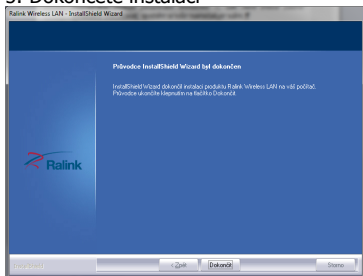 5. Dokončete instalaci
Ralink Wireless LAN - InstallShield Wizard
Průvodce InstallShield Wizard byl dokončen
InstallShield Wizard dokončil instalaci produktu Ralink Wireless LAN na váš počítač.
Průvodce ukončíte klepnutím na tlačítko Dokončit.
Ralink
InstallShield
< Zpět
Dokončit
Storno